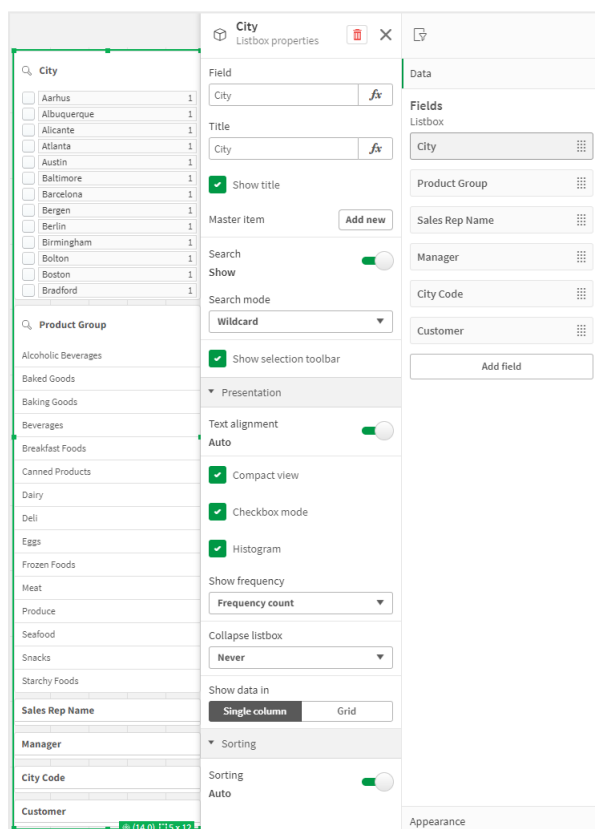 City
Aarhus 1
Albuquerque 1
Alicante 1
Atlanta 1
Austin 1
Baltimore 1
Barcelona 1
Bergen 1
Berlin 1
Birmingham 1
Bolton 1
Boston 1
Bradford 1
Product Group
Alcoholic Beverages
Baked Goods
Baking Goods
Beverages
Breakfast Foods
Canned Products
Dairy
Deli
Eggs
Frozen Foods
Meat
Produce
Seafood
Snacks
Starchy Foods
Sales Rep Name
Manager
City Code
Customer
(14,0) 5 x 12
City
Listbox properties
Field
City fx
Title
City fx
Show title
Master item Add new
Search
Show
Search mode
Wildcard
Show selection toolbar
Presentation
Text alignment
Auto
Compact view
Checkbox mode
Histogram
Show frequency
Frequency count
Collapse listbox
Never
Show data in
Single column Grid
Sorting
Sorting
Auto
Data
Fields
Listbox
City
Product Group
Sales Rep Name
Manager
City Code
Customer
Add field
Appearance